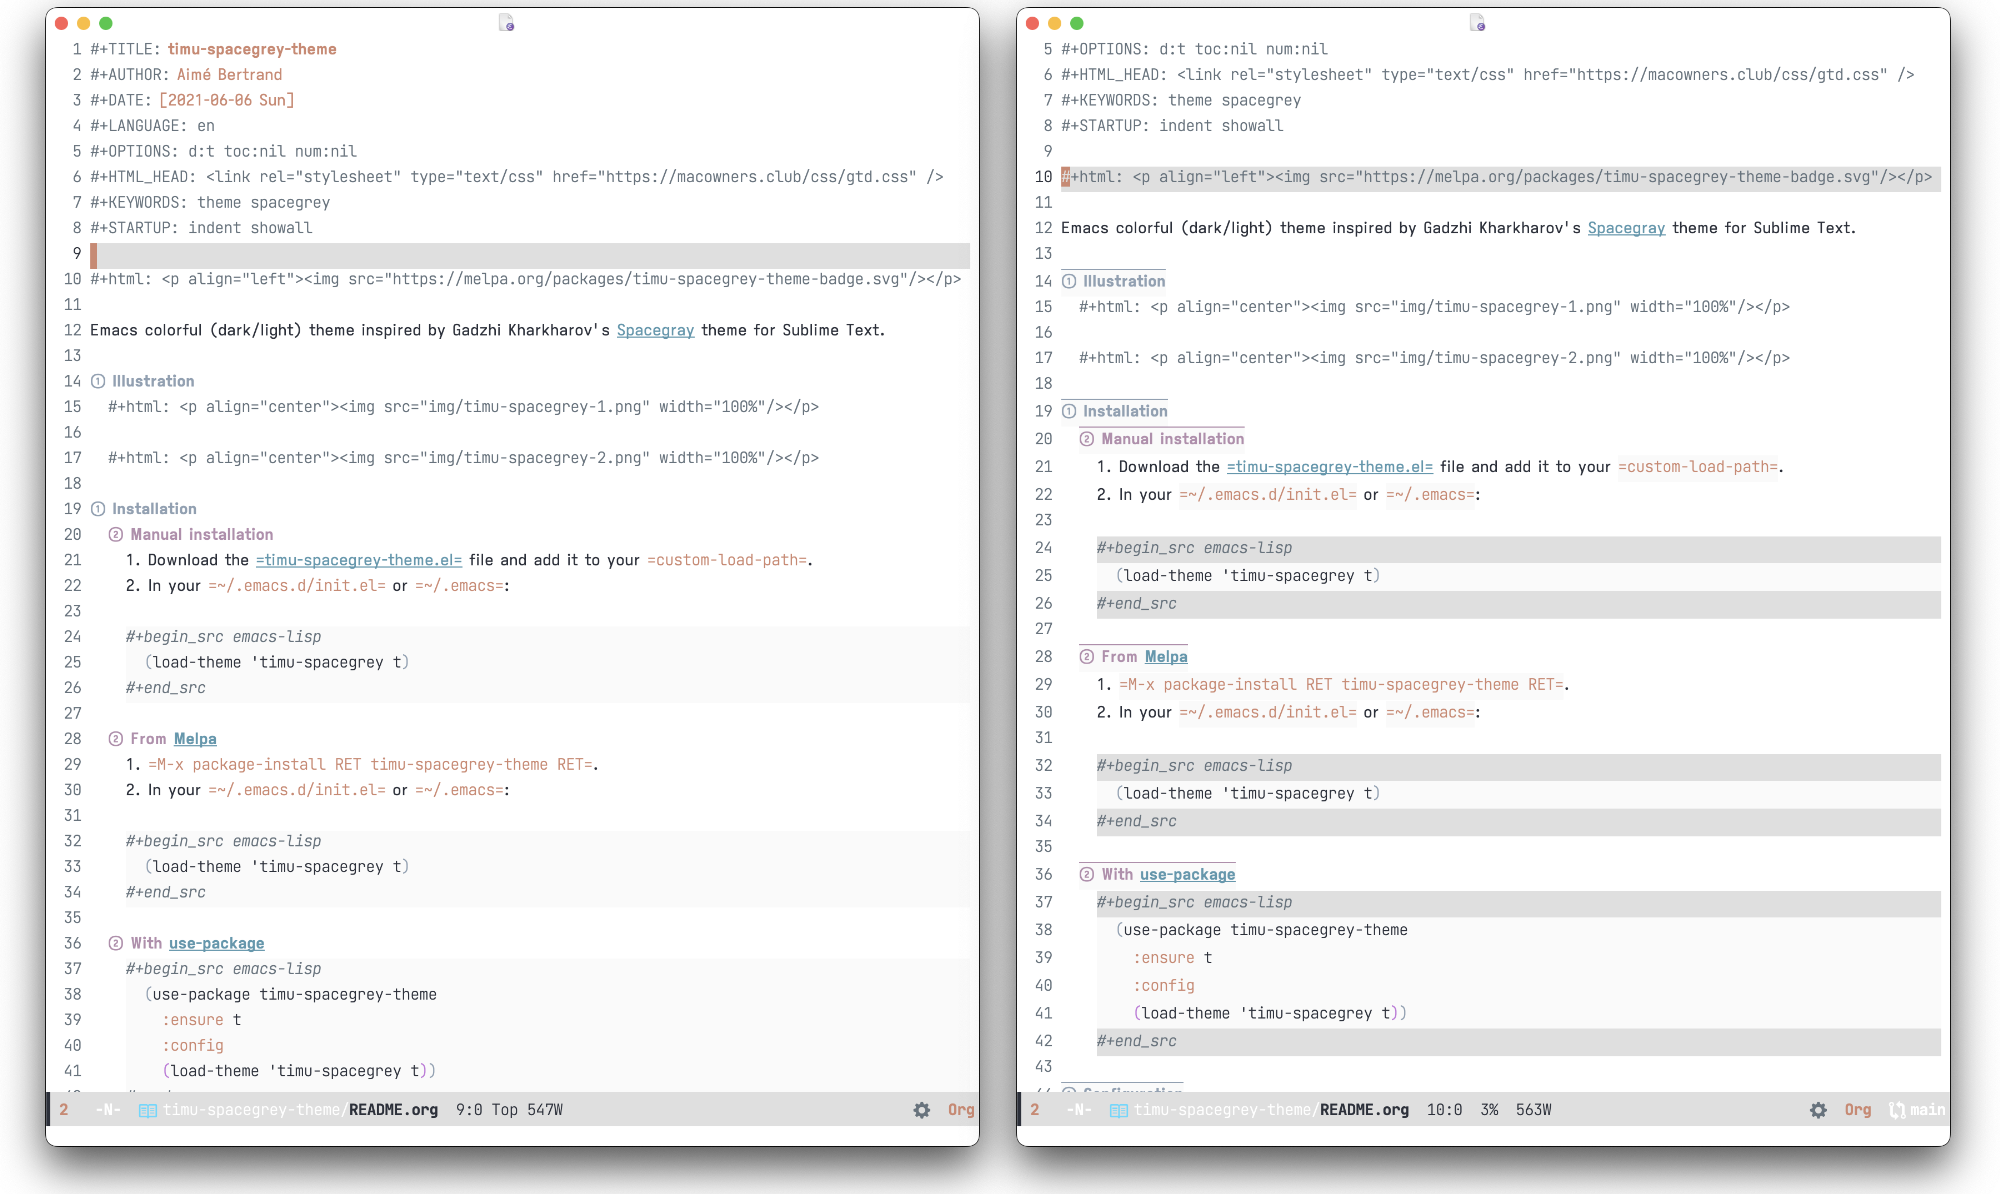 1 #+TITLE: timu-spacegrey-theme
2 #+AUTHOR: Aimé Bertrand
3 #+DATE: [2021-06-06 Sun]
4 #+LANGUAGE: en
5 #+OPTIONS: d:t toc:nil num:nil
6 #+HTML_HEAD: <link rel="stylesheet" type="text/css" href="https://macowners.club/css/gtd.css" />
7 #+KEYWORDS: theme spacegrey
8 #+STARTUP: indent showall
9
10 #+html: <p align="left"><img src="https://melpa.org/packages/timu-spacegrey-theme-badge.svg"/></p>
11
12 Emacs colorful (dark/light) theme inspired by Gadzhi Kharkharov's Spacegray theme for Sublime Text.
13
14 ① Illustration
15 #+html: <p align="center"><img src="img/timu-spacegrey-1.png" width="100%"/></p>
16
17 #+html: <p align="center"><img src="img/timu-spacegrey-2.png" width="100%"/></p>
18
19 ① Installation
20 ② Manual installation
21 1. Download the =timu-spacegrey-theme.el= file and add it to your =custom-load-path=.
22 2. In your =~/.emacs.d/init.el= or =~/.emacs=:
23
24 #+begin_src emacs-lisp
25 (load-theme 'timu-spacegrey t)
26 #+end_src
27
28 ② From Melpa
29 1. =M-x package-install RET timu-spacegrey-theme RET=.
30 2. In your =~/.emacs.d/init.el= or =~/.emacs=:
31
32 #+begin_src emacs-lisp
33 (load-theme 'timu-spacegrey t)
34 #+end_src
35
36 ② With use-package
37 #+begin_src emacs-lisp
38 (use-package timu-spacegrey-theme
39 :ensure t
40 :config
41 (load-theme 'timu-spacegrey t))
2 -N- timu-spacegrey-theme/README.org 9:0 Top 547W Org
5 #+OPTIONS: d:t toc:nil num:nil
6 #+HTML_HEAD: <link rel="stylesheet" type="text/css" href="https://macowners.club/css/gtd.css" />
7 #+KEYWORDS: theme spacegrey
8 #+STARTUP: indent showall
9
10 #+html: <p align="left"><img src="https://melpa.org/packages/timu-spacegrey-theme-badge.svg"/></p>
11
12 Emacs colorful (dark/light) theme inspired by Gadzhi Kharkharov's Spacegray theme for Sublime Text.
13
14 ① Illustration
15 #+html: <p align="center"><img src="img/timu-spacegrey-1.png" width="100%"/></p>
16
17 #+html: <p align="center"><img src="img/timu-spacegrey-2.png" width="100%"/></p>
18
19 ① Installation
20 ② Manual installation
21 1. Download the =timu-spacegrey-theme.el= file and add it to your =custom-load-path=.
22 2. In your =~/.emacs.d/init.el= or =~/.emacs=:
23
24 #+begin_src emacs-lisp
25 (load-theme 'timu-spacegrey t)
26 #+end_src
27
28 ② From Melpa
29 1. =M-x package-install RET timu-spacegrey-theme RET=.
30 2. In your =~/.emacs.d/init.el= or =~/.emacs=:
31
32 #+begin_src emacs-lisp
33 (load-theme 'timu-spacegrey t)
34 #+end_src
35
36 ② With use-package
37 #+begin_src emacs-lisp
38 (use-package timu-spacegrey-theme
39 :ensure t
40 :config
41 (load-theme 'timu-spacegrey t))
42 #+end_src
43
2 -N- timu-spacegrey-theme/README.org 10:0 3% 563W Org main